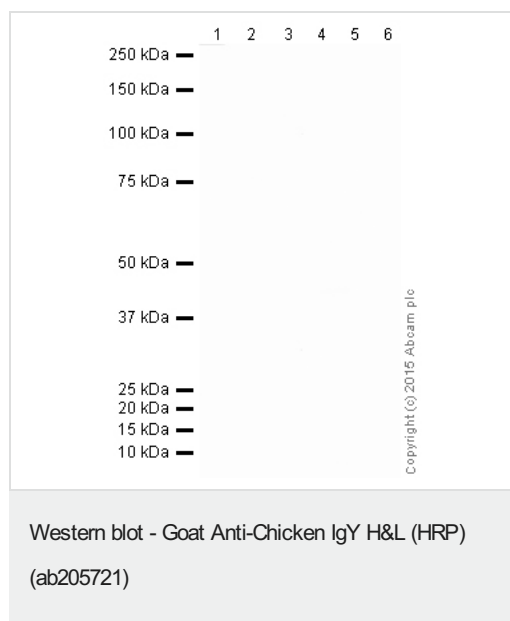 1 2 3 4 5 6
250 kDa
150 kDa
100 kDa
75 kDa
50 kDa
37 kDa
25 kDa
20 kDa
15 kDa
10 kDa
Copyright (c) 2015 Abcam plc
Western blot - Goat Anti-Chicken IgY H&L (HRP)
(ab205721)